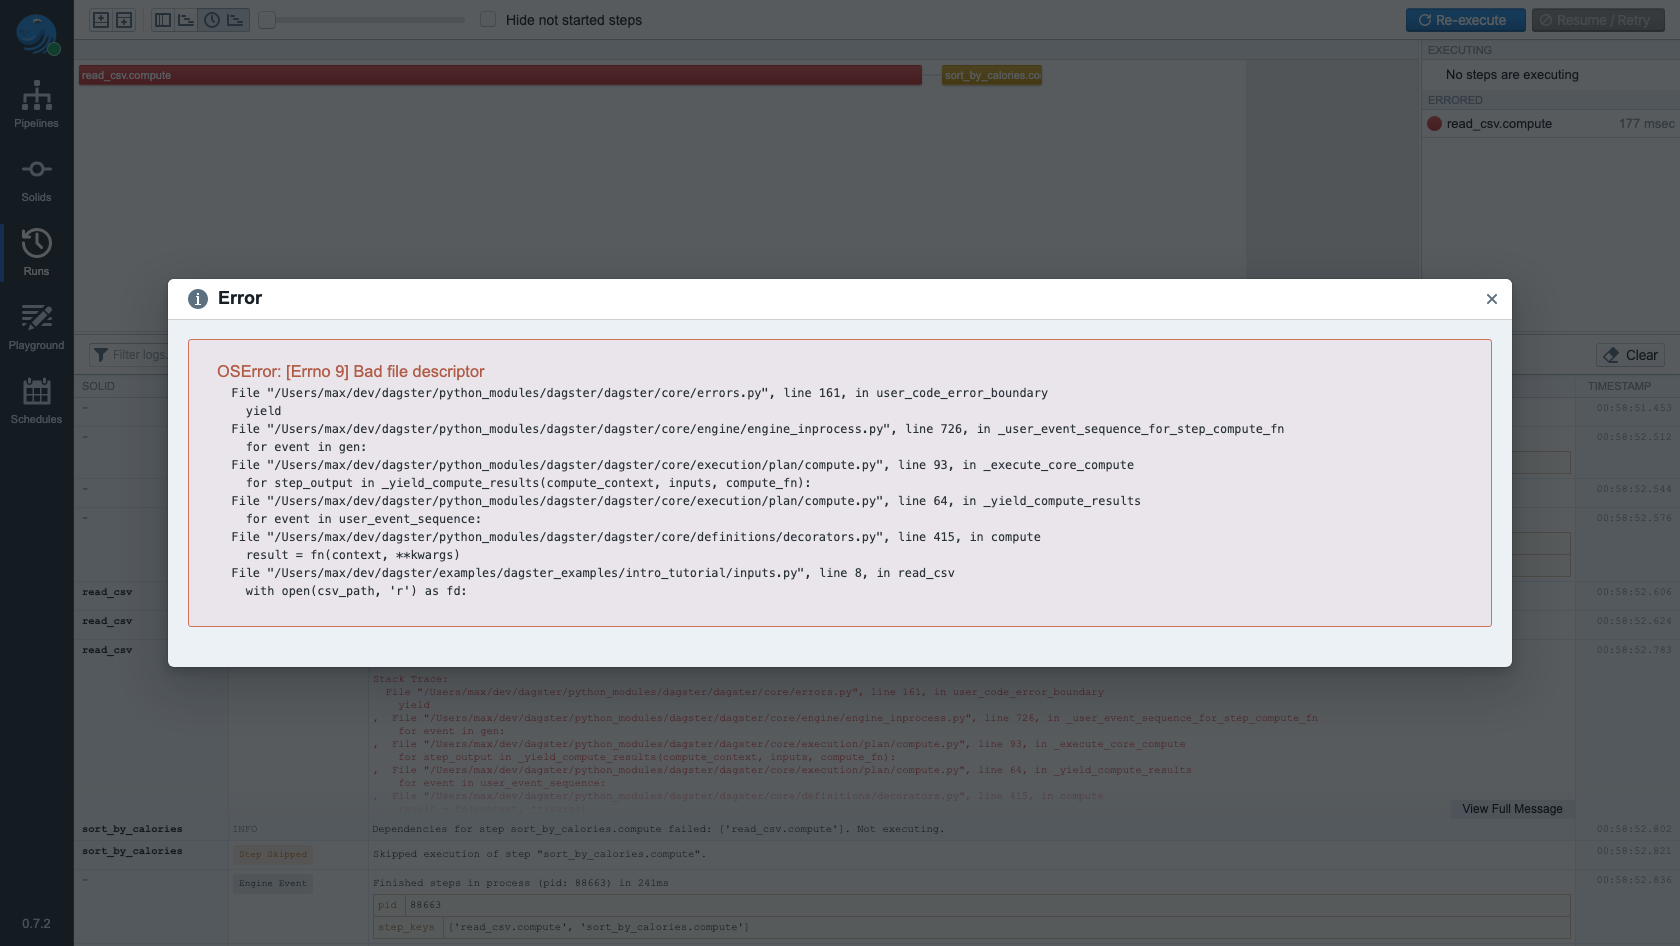 Hide not started steps
Re-execute
Resume / Retry
EXECUTING
No steps are executing
ERRORED
read_csv.compute 177 msec
read_csv.compute
sort_by_calories.co
Pipelines
Solids
Runs
Playground
Schedules
0.7.2
Error
OSError: [Errno 9] Bad file descriptor
File "/Users/max/dev/dagster/python_modules/dagster/dagster/core/errors.py", line 161, in user_code_error_boundary
yield
File "/Users/max/dev/dagster/python_modules/dagster/dagster/core/engine/engine_inprocess.py", line 726, in _user_event_sequence_for_step_compute_fn
for event in gen:
File "/Users/max/dev/dagster/python_modules/dagster/dagster/core/execution/plan/compute.py", line 93, in _execute_core_compute
for step_output in _yield_compute_results(compute_context, inputs, compute_fn):
File "/Users/max/dev/dagster/python_modules/dagster/dagster/core/execution/plan/compute.py", line 64, in _yield_compute_results
for event in user_event_sequence:
File "/Users/max/dev/dagster/python_modules/dagster/dagster/core/definitions/decorators.py", line 415, in compute
result = fn(context, **kwargs)
File "/Users/max/dev/dagster/examples/dagster_examples/intro_tutorial/inputs.py", line 8, in read_csv
with open(csv_path, 'r') as fd:
Filter logs.
Clear
SOLID TIMESTAMP
- 00:58:51.453
- 00:58:52.512
- 00:58:52.544
- 00:58:52.576
read_csv 00:58:52.606
read_csv 00:58:52.624
read_csv 00:58:52.783
Stack Trace:
File "/Users/max/dev/dagster/python_modules/dagster/dagster/core/errors.py", line 161, in user_code_error_boundary
yield
, File "/Users/max/dev/dagster/python_modules/dagster/dagster/core/engine/engine_inprocess.py", line 726, in _user_event_sequence_for_step_compute_fn
for event in gen:
, File "/Users/max/dev/dagster/python_modules/dagster/dagster/core/execution/plan/compute.py", line 93, in _execute_core_compute
for step_output in _yield_compute_results(compute_context, inputs, compute_fn):
, File "/Users/max/dev/dagster/python_modules/dagster/dagster/core/execution/plan/compute.py", line 64, in _yield_compute_results
for event in user_event_sequence:
, File "/Users/max/dev/dagster/python_modules/dagster/dagster/core/definitions/decorators.py", line 415, in compute
View Full Message
sort_by_calories INFO Dependencies for step sort_by_calories.compute failed: ['read_csv.compute']. Not executing. 00:58:52.802
sort_by_calories Step Skipped Skipped execution of step "sort_by_calories.compute". 00:58:52.821
- Engine Event Finished steps in process (pid: 88663) in 241ms 00:58:52.836
pid 88663
step_keys ['read_csv.compute', 'sort_by_calories.compute']